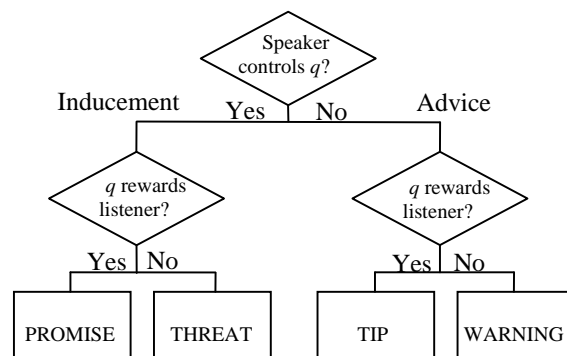 Speaker
controls q?
Inducement
Yes No
Advice
q rewards
listener?
q rewards
listener?
Yes No
Yes No
PROMISE
THREAT
TIP
WARNING